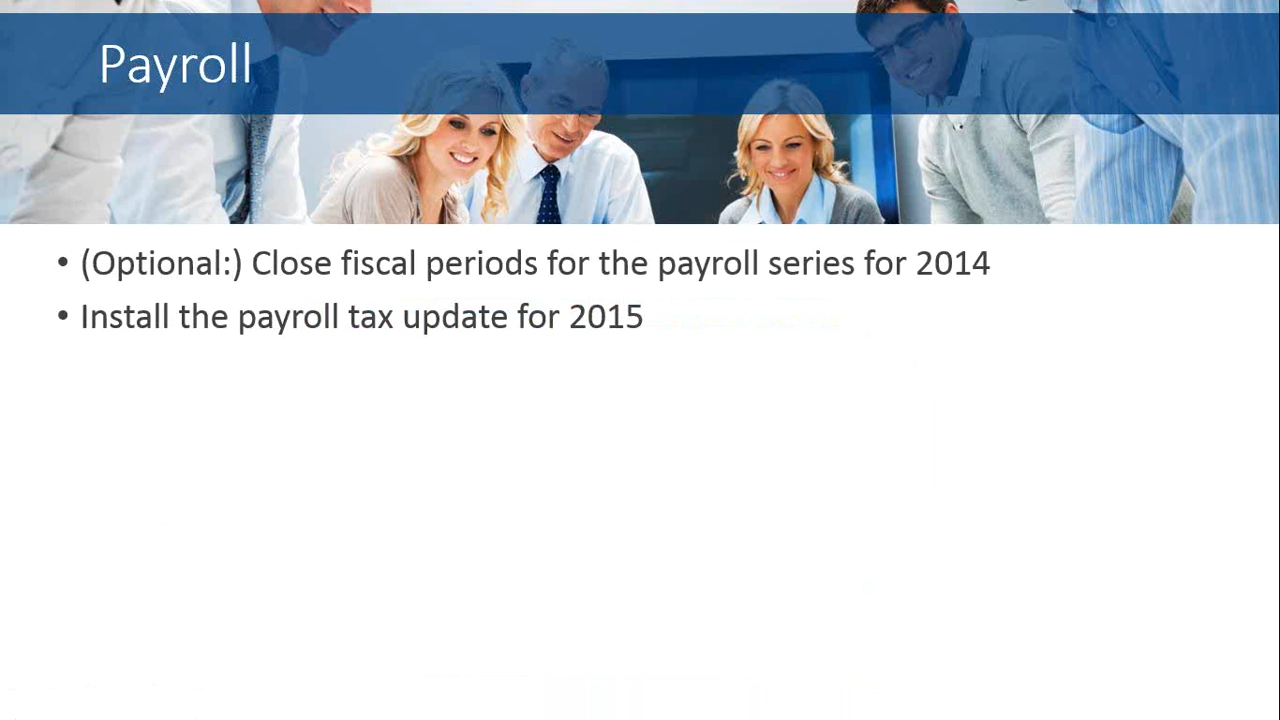 Payroll
• (Optional:) Close fiscal periods for the payroll series for 2014
• Install the payroll tax update for 2015